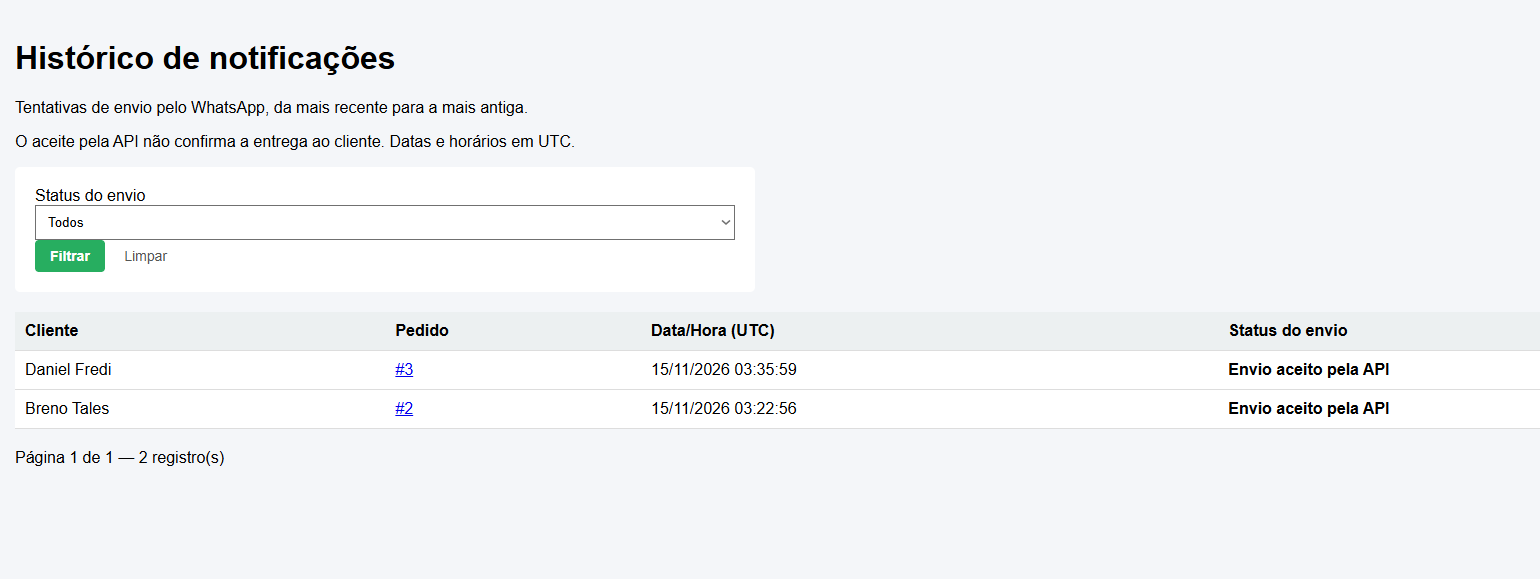 Histórico de notificações
Tentativas de envio pelo WhatsApp, da mais recente para a mais antiga.
O aceite pela API não confirma a entrega ao cliente. Datas e horários em UTC.
Status do envio
Todos
Filtrar Limpar
Cliente Pedido Data/Hora (UTC) Status do envio
Daniel Fredi #3 15/11/2026 03:35:59 Envio aceito pela API
Breno Tales #2 15/11/2026 03:22:56 Envio aceito pela API
Página 1 de 1 — 2 registro(s)